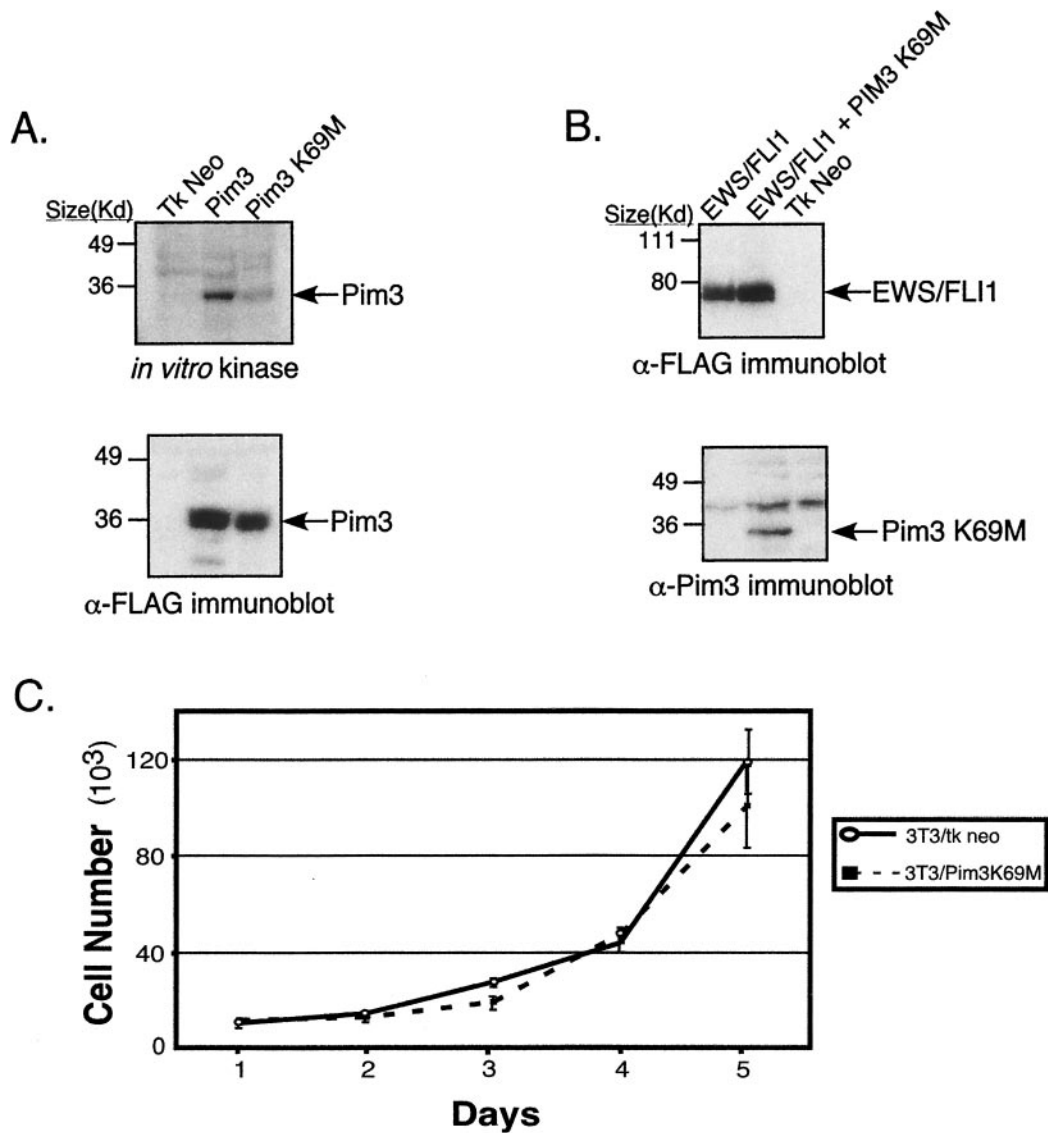 A.
Tk Neo
Pim3
Pim3 K69M
Size(Kd)
49
36
Pim3
in vitro kinase
49
36
Pim3
α-FLAG immunoblot
B.
EWS/FLI1
EWS/FLI1 + PIM3 K69M
Tk Neo
Size(Kd)
111
80
EWS/FLI1
α-FLAG immunoblot
49
36
Pim3 K69M
α-Pim3 immunoblot
C.
Cell Number (10³)
120
80
40
0
1 2 3 4 5
Days
3T3/tk neo
3T3/Pim3K69M